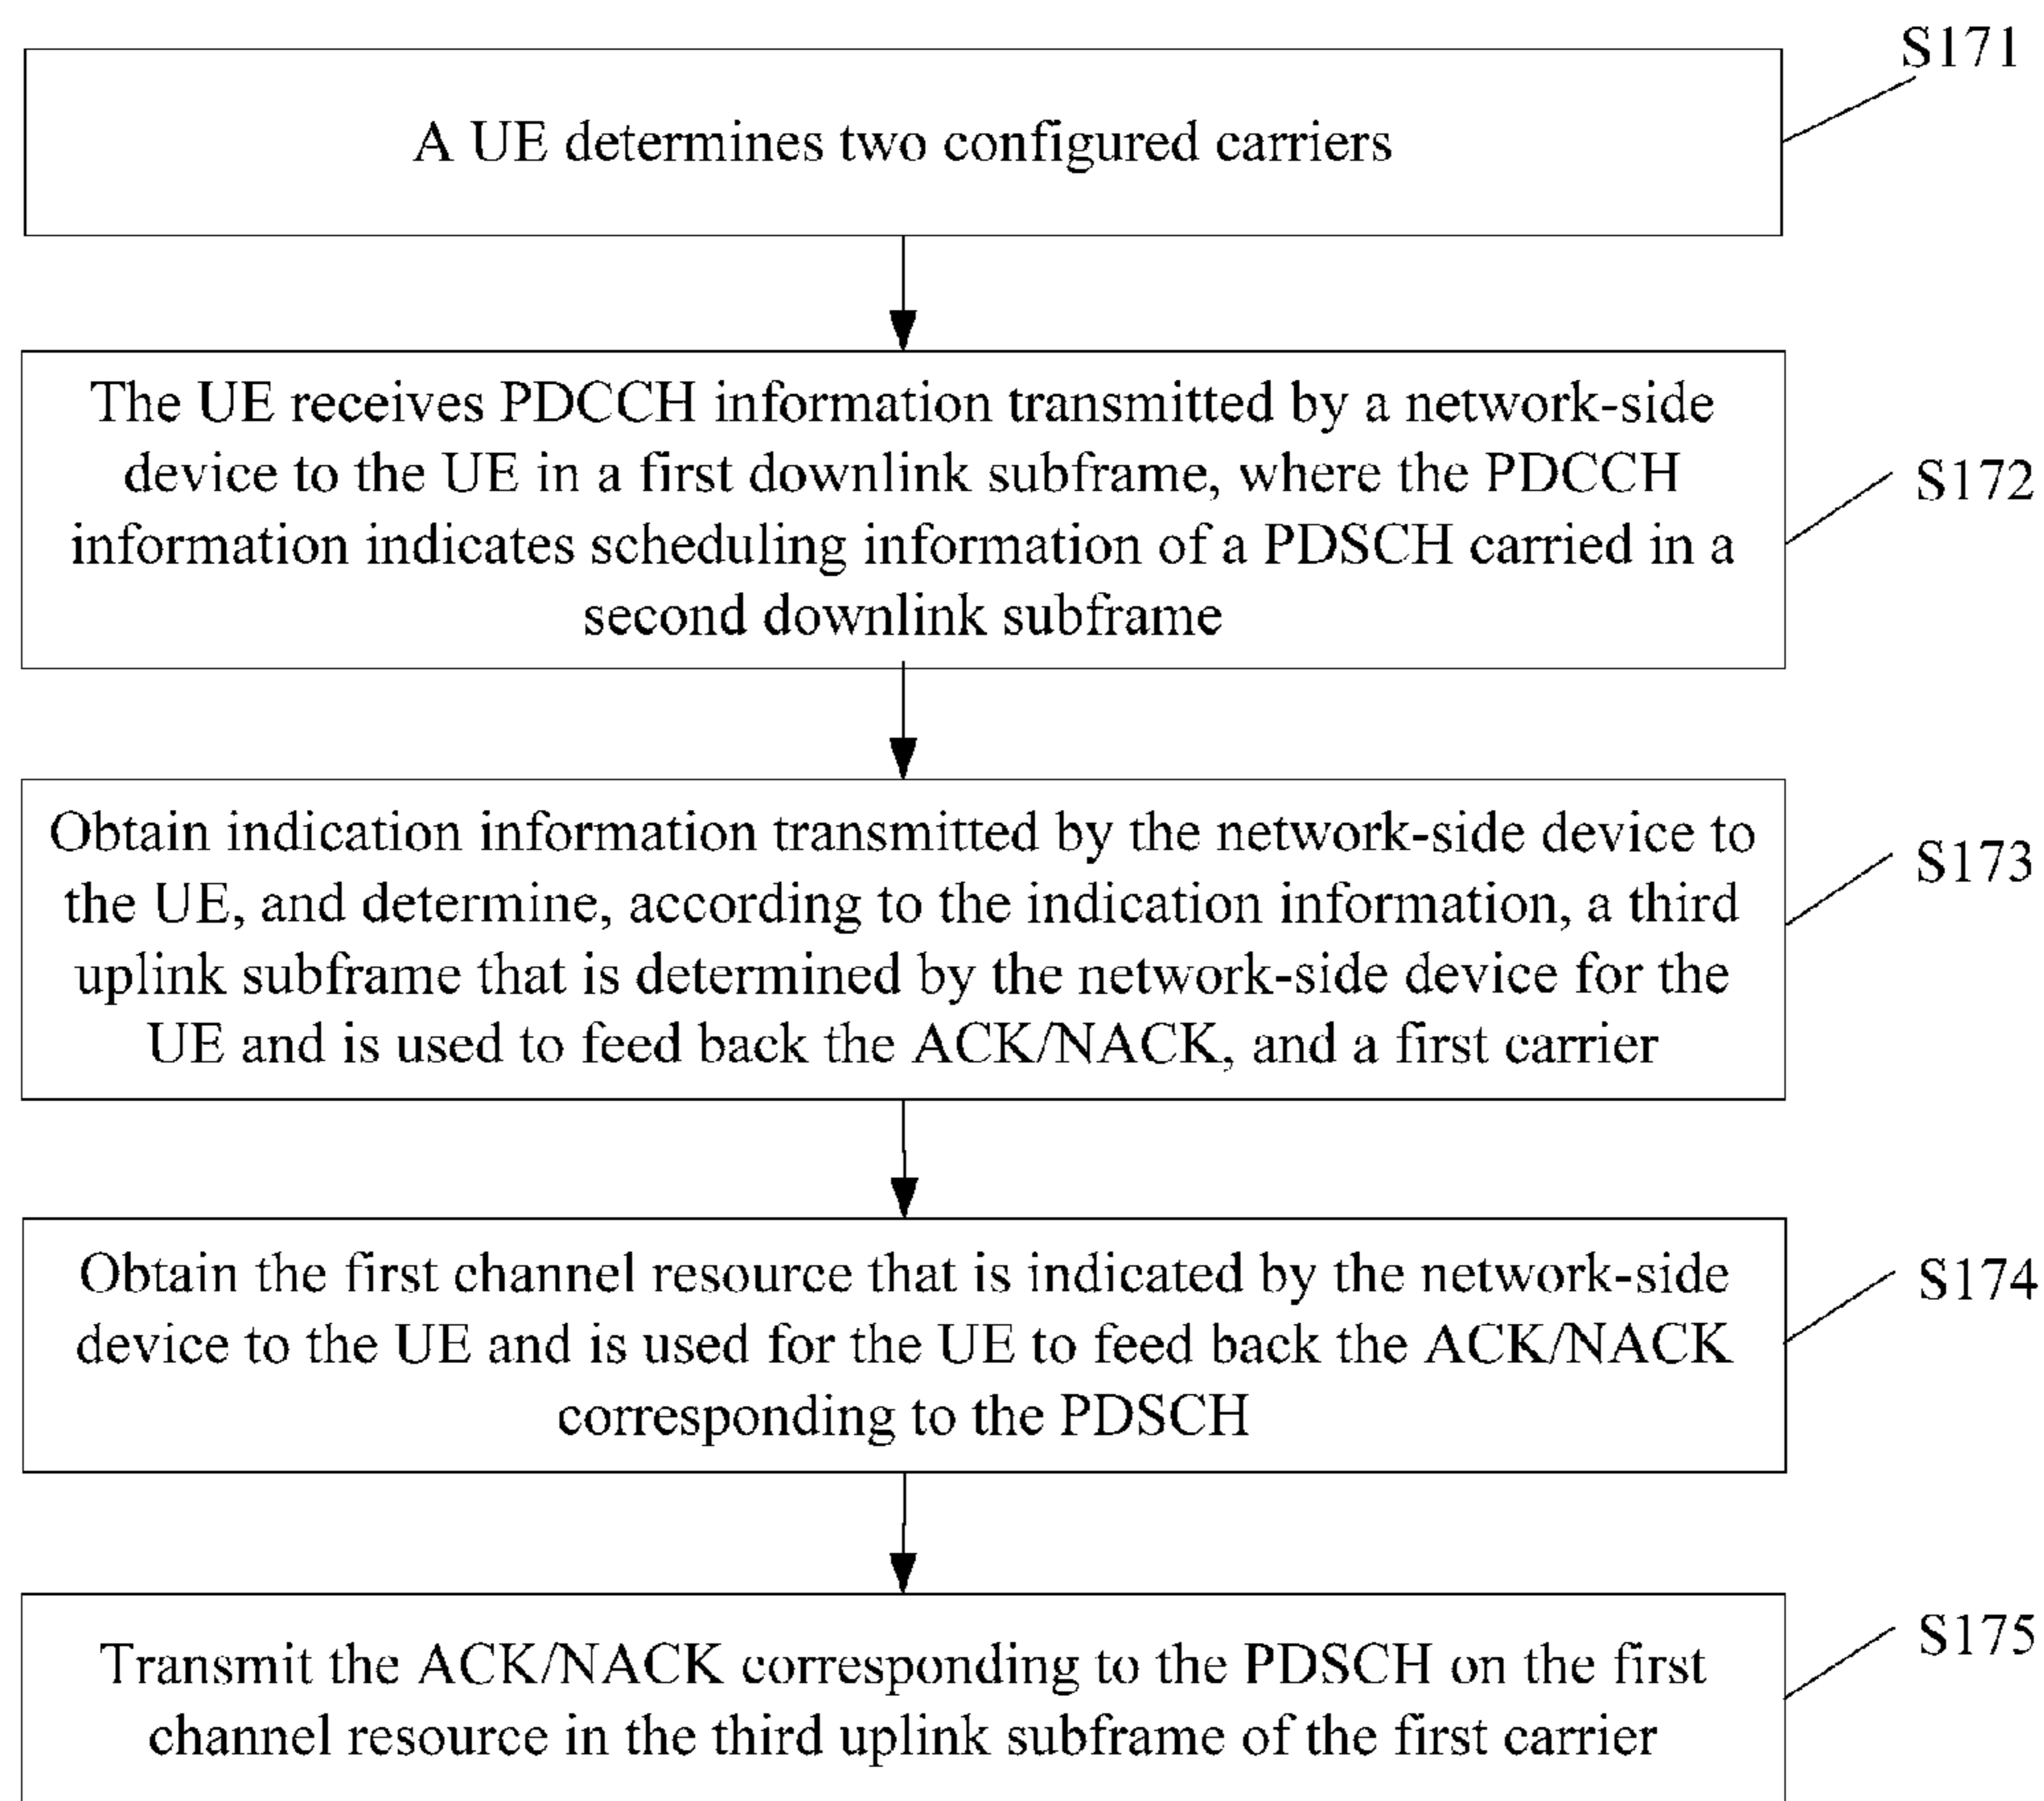 S171
A UE determines two configured carriers
The UE receives PDCCH information transmitted by a network-side
device to the UE in a first downlink subframe, where the PDCCH
information indicates scheduling information of a PDSCH carried in a
second downlink subframe
S172
Obtain indication information transmitted by the network-side device to
the UE, and determine, according to the indication information, a third
uplink subframe that is determined by the network-side device for the
UE and is used to feed back the ACK/NACK, and a first carrier
S173
Obtain the first channel resource that is indicated by the network-side
device to the UE and is used for the UE to feed back the ACK/NACK
corresponding to the PDSCH
S174
Transmit the ACK/NACK corresponding to the PDSCH on the first
channel resource in the third uplink subframe of the first carrier
S175